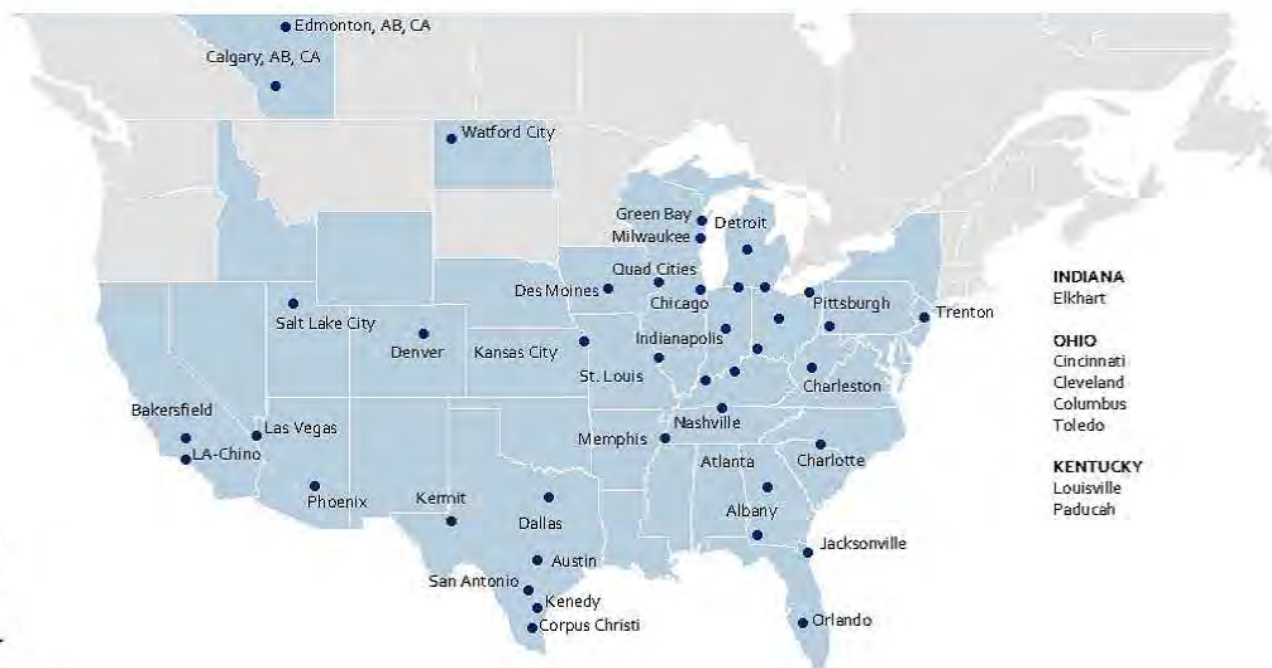 Edmonton, AB, CA
Calgary, AB, CA
Watford City
Green Bay
Detroit
Milwaukee
Quad Cities
Des Moines
Chicago
Pittsburgh
Trenton
Salt Lake City
Indianapolis
Denver
Kansas City
St. Louis
Charleston
Bakersfield
Las Vegas
Nashville
Memphis
LA-Chino
Atlanta
Charlotte
Phoenix
Kermit
Dallas
Albany
Jacksonville
Austin
San Antonio
Kenedy
Corpus Christi
Orlando
INDIANA
Elkhart
OHIO
Cincinnati
Cleveland
Columbus
Toledo
KENTUCKY
Louisville
Paducah